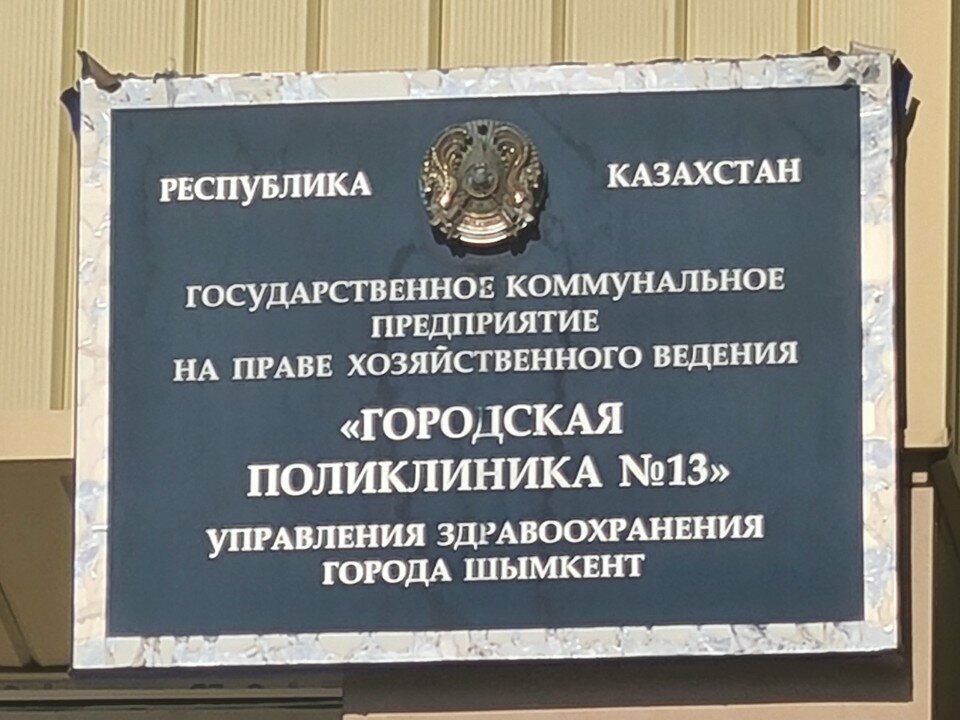 РЕСПУБЛИКА КАЗАХСТАН
ГОСУДАРСТВЕННОЕ КОММУНАЛЬНОЕ
ПРЕДПРИЯТИЕ
НА ПРАВЕ ХОЗЯЙСТВЕННОГО ВЕДЕНИЯ
«ГОРОДСКАЯ
ПОЛИКЛИНИКА №13»
УПРАВЛЕНИЯ ЗДРАВООХРАНЕНИЯ
ГОРОДА ШЫМКЕНТ